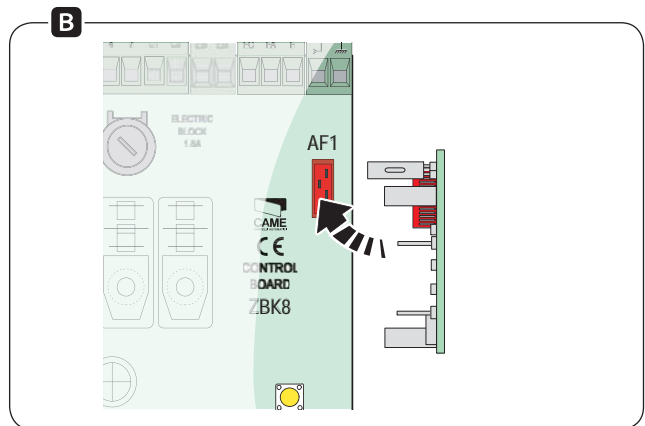 B
ELECTRIC
BLOCK
1.6A
AF1
CAME
CE
CONTROL
BOARD
ZBK8